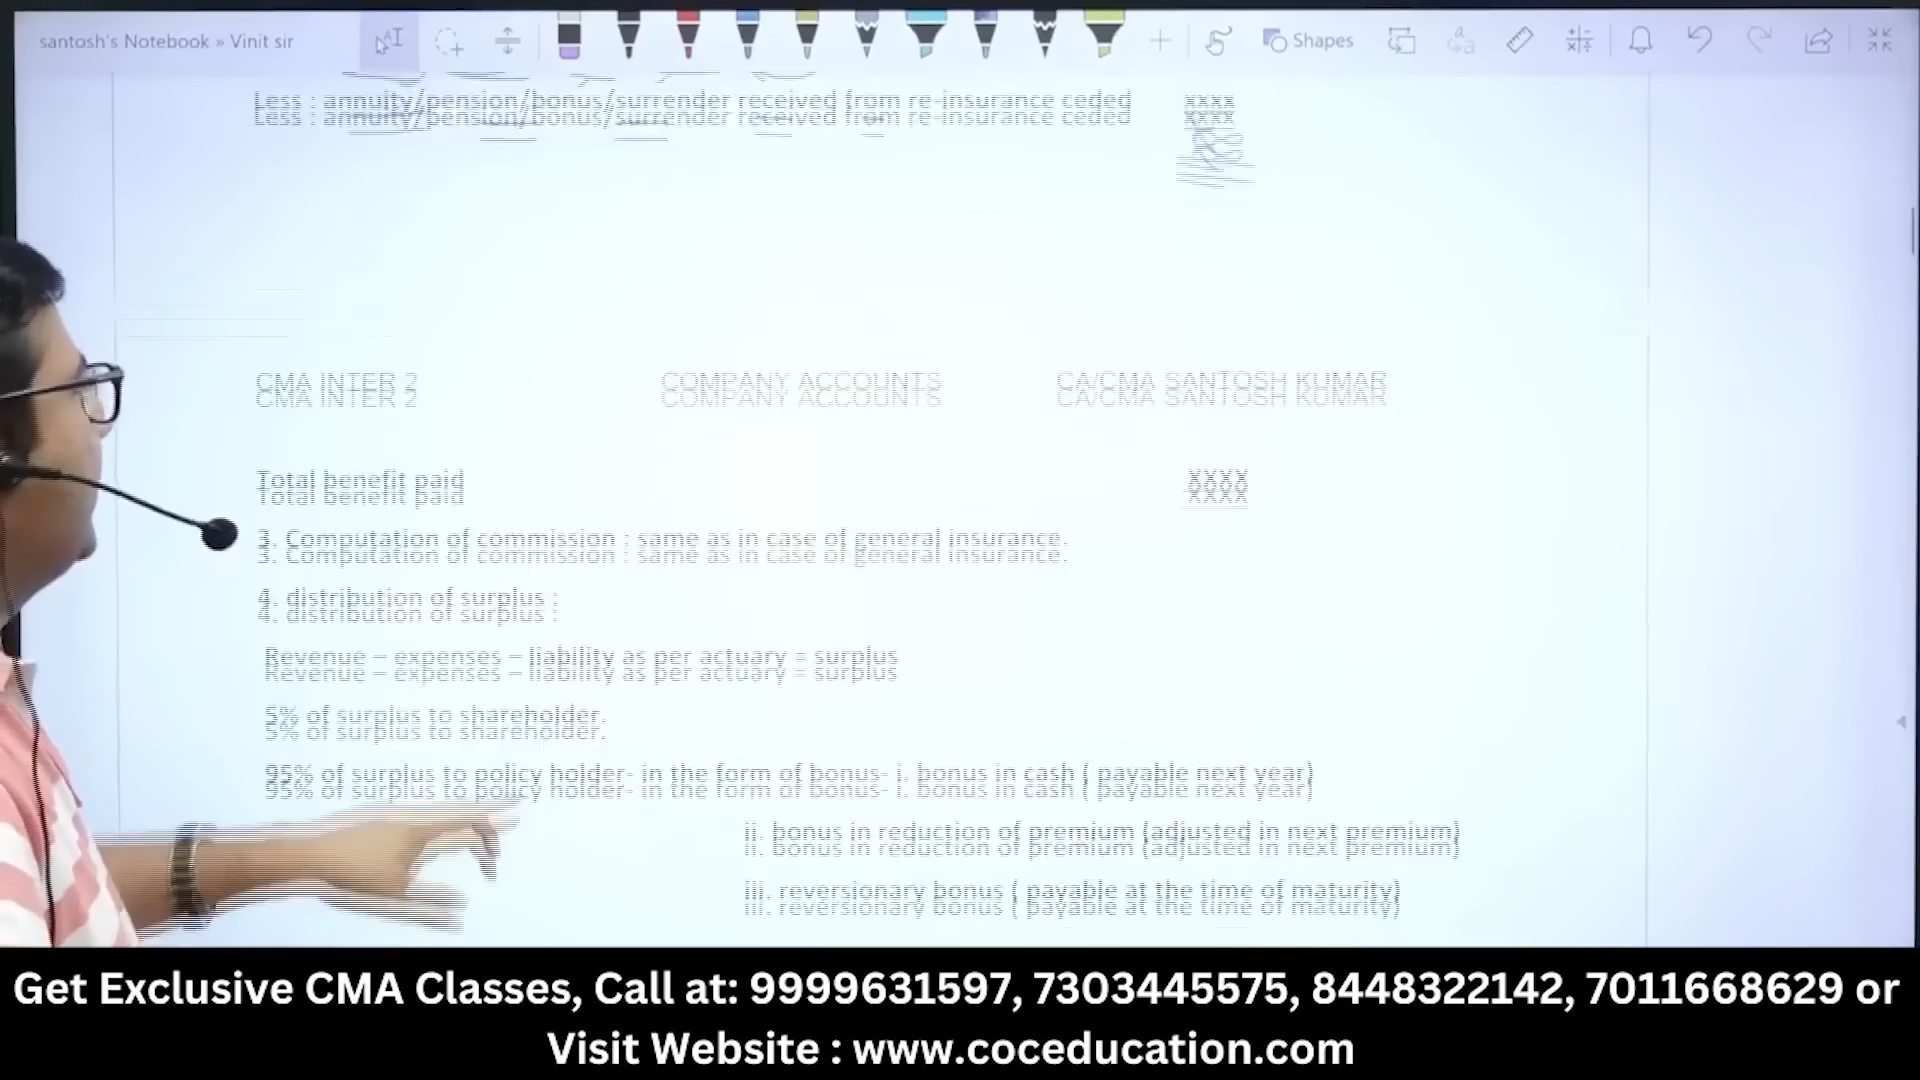 santosh's Notebook » Vinit sir
Shapes
Less : annuity/pension/bonus/surrender received from re-insurance ceded xxxx
CMA INTER 2 COMPANY ACCOUNTS CA/CMA SANTOSH KUMAR
Total benefit paid XXXX
3. Computation of commission : same as in case of general insurance.
4. distribution of surplus :
Revenue – expenses – liability as per actuary = surplus
5% of surplus to shareholder.
95% of surplus to policy holder- in the form of bonus- i. bonus in cash ( payable next year)
ii. bonus in reduction of premium (adjusted in next premium)
iii. reversionary bonus ( payable at the time of maturity)
Get Exclusive CMA Classes, Call at: 9999631597, 7303445575, 8448322142, 7011668629 or
Visit Website : www.coceducation.com